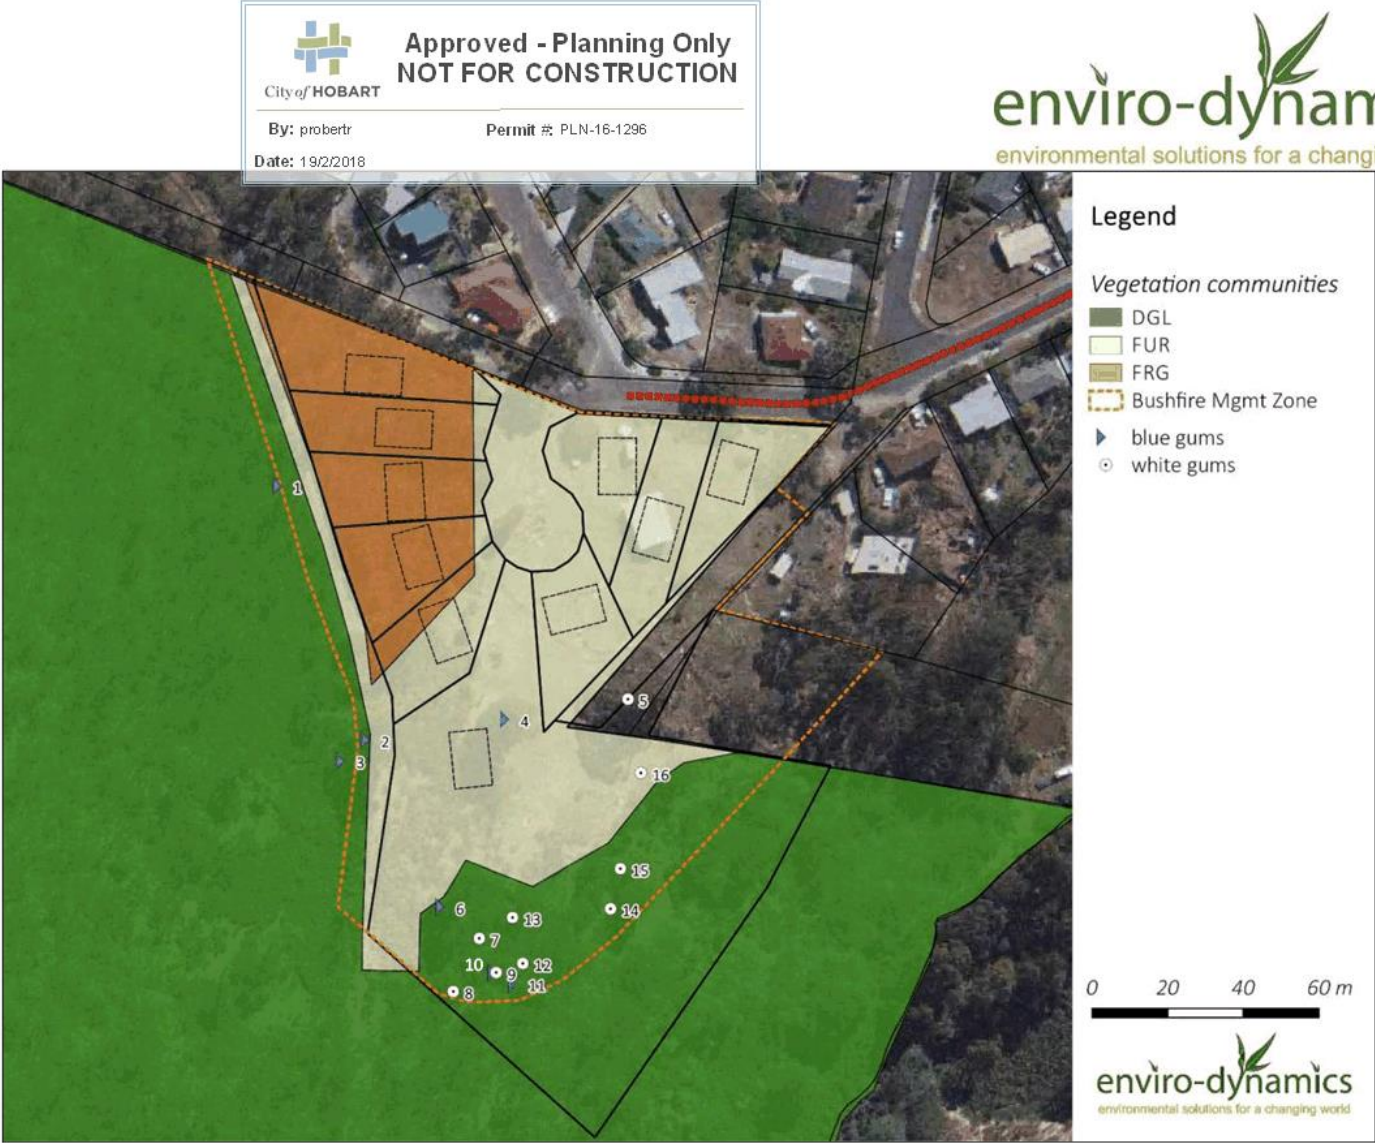 City of HOBART
Approved - Planning Only
NOT FOR CONSTRUCTION
By: probertr
Permit #: PLN-16-1296
Date: 19/2/2018
enviro-dynam
environmental solutions for a changi
Legend
Vegetation communities
DGL
FUR
FRG
Bushfire Mgmt Zone
blue gums
white gums
1
2
3
4
5
16
15
14
6
13
7
10
9
12
11
8
0 20 40 60 m
enviro-dynamics
environmental solutions for a changing world